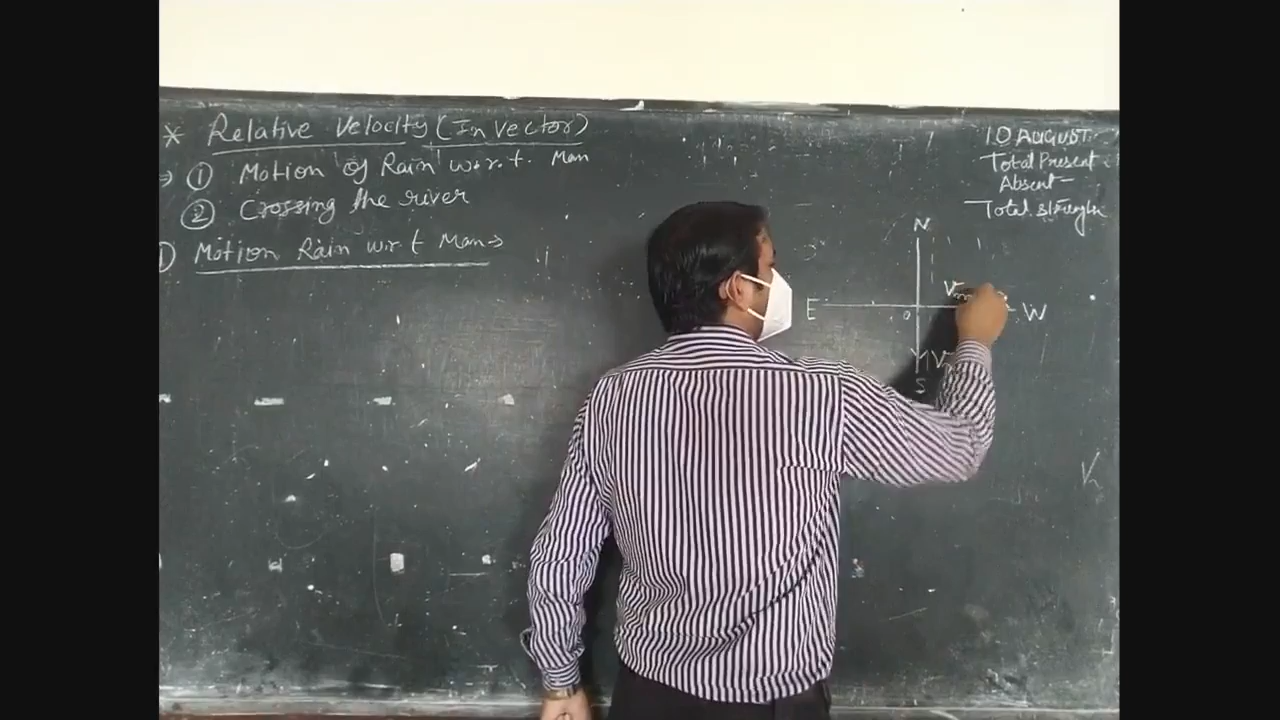 * Relative Velocity (In Vector)
⇒ ① Motion of Rain w.r.t. Man
② Crossing the river
1) Motion Rain w.r.t Man⇒
10 AUGUST
Total Present -
Absent -
Total strength
N
Vm
E
o
W
V
S